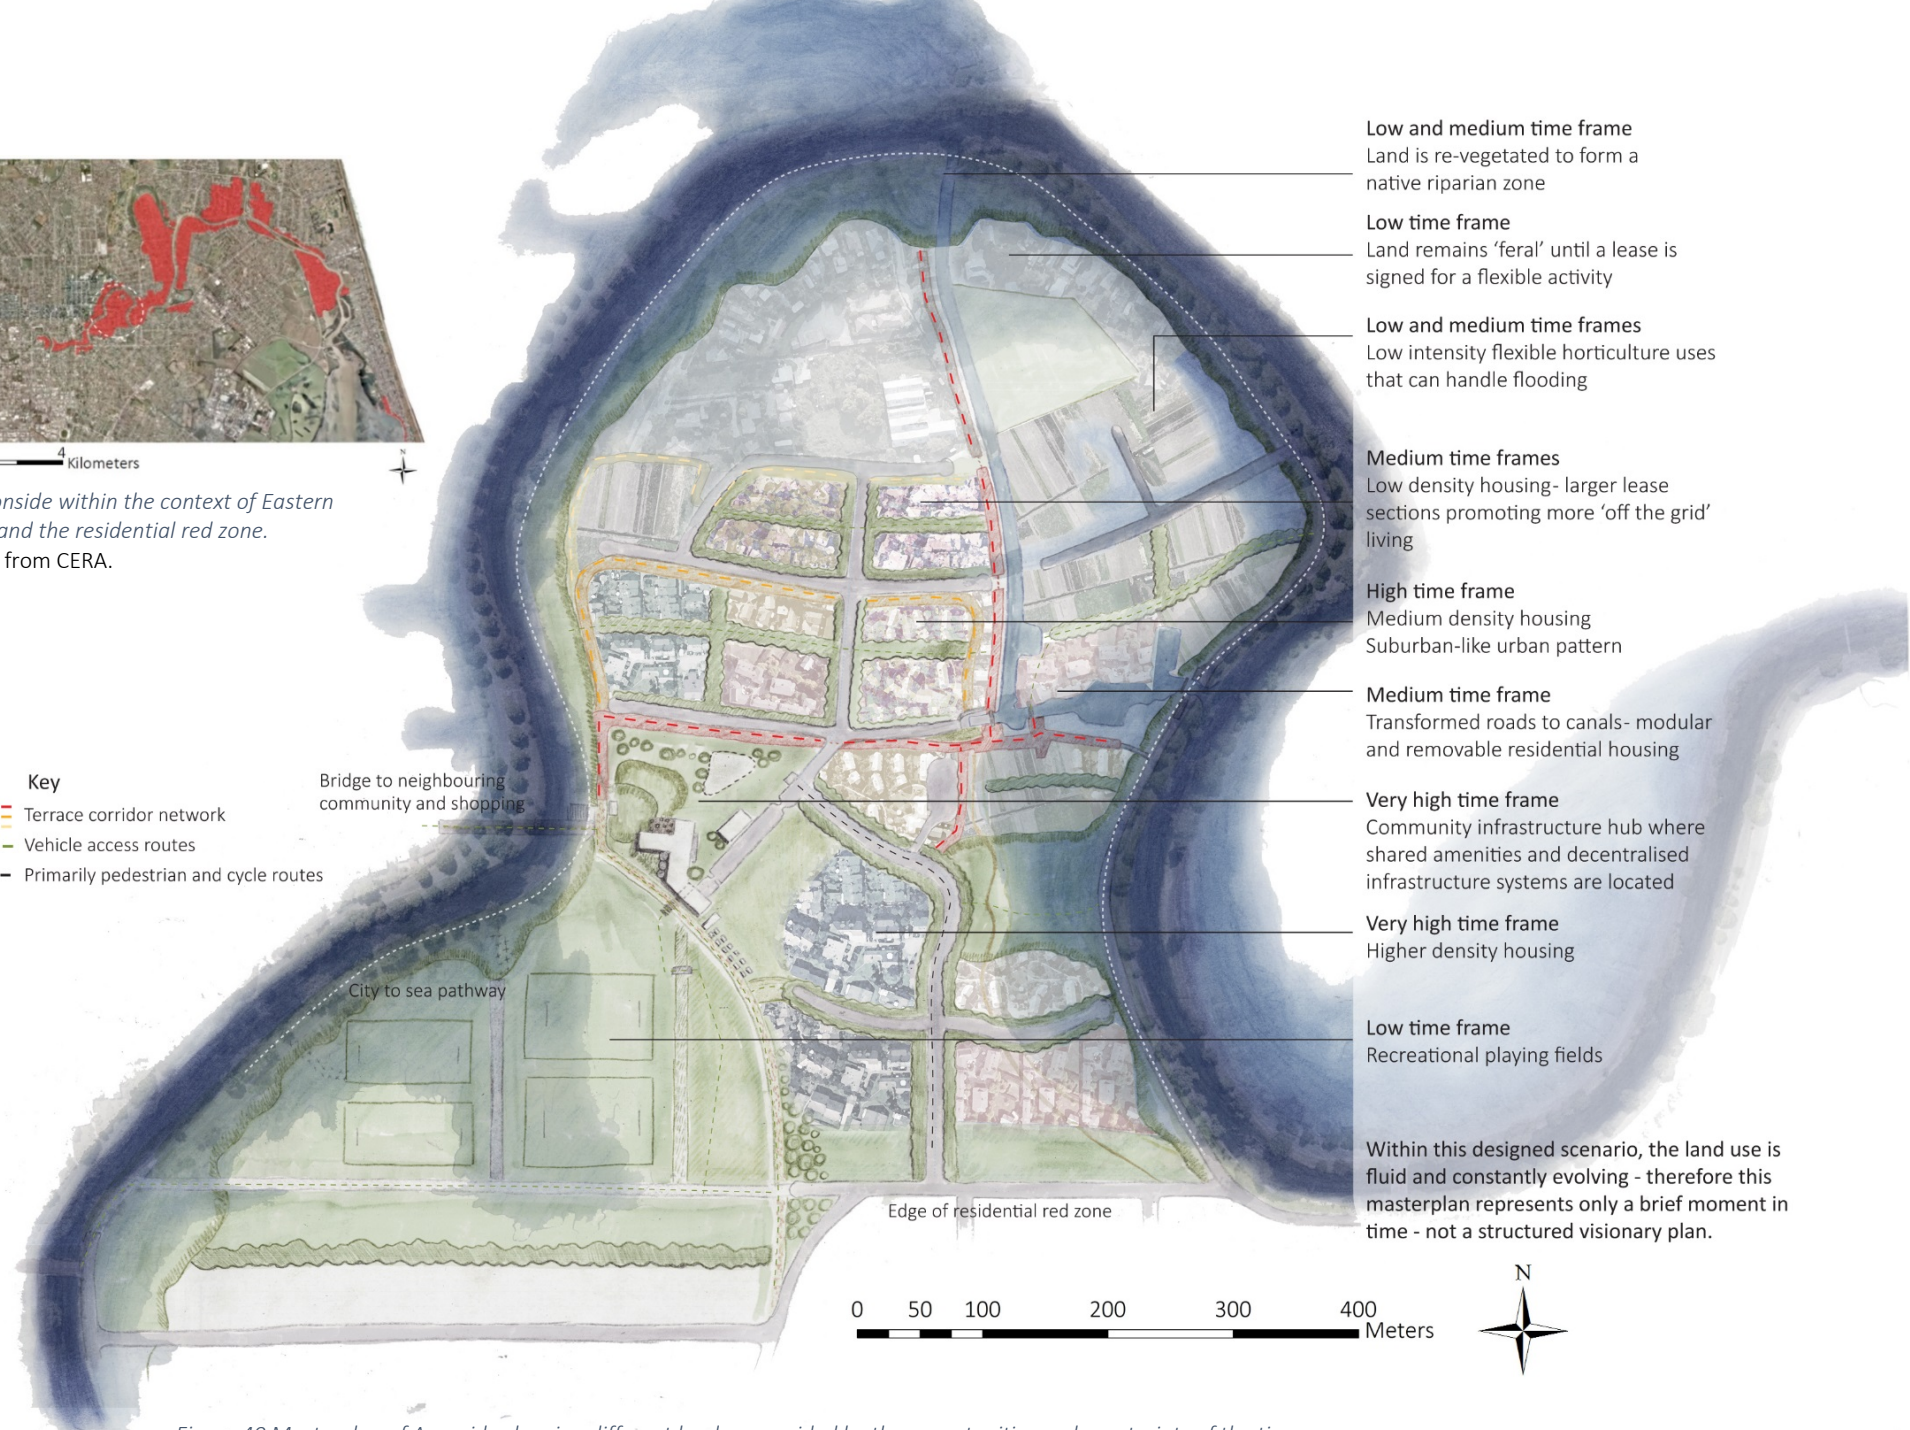 4
Kilometers
N
onside within the context of Eastern
and the residential red zone.
from CERA.
Key
Terrace corridor network
Vehicle access routes
Primarily pedestrian and cycle routes
Bridge to neighbouring
community and shopping
City to sea pathway
Edge of residential red zone
Low and medium time frame
Land is re-vegetated to form a
native riparian zone
Low time frame
Land remains ‘feral’ until a lease is
signed for a flexible activity
Low and medium time frames
Low intensity flexible horticulture uses
that can handle flooding
Medium time frames
Low density housing- larger lease
sections promoting more ‘off the grid’
living
High time frame
Medium density housing
Suburban-like urban pattern
Medium time frame
Transformed roads to canals- modular
and removable residential housing
Very high time frame
Community infrastructure hub where
shared amenities and decentralised
infrastructure systems are located
Very high time frame
Higher density housing
Low time frame
Recreational playing fields
Within this designed scenario, the land use is
fluid and constantly evolving - therefore this
masterplan represents only a brief moment in
time - not a structured visionary plan.
N
0 50 100 200 300 400
Meters